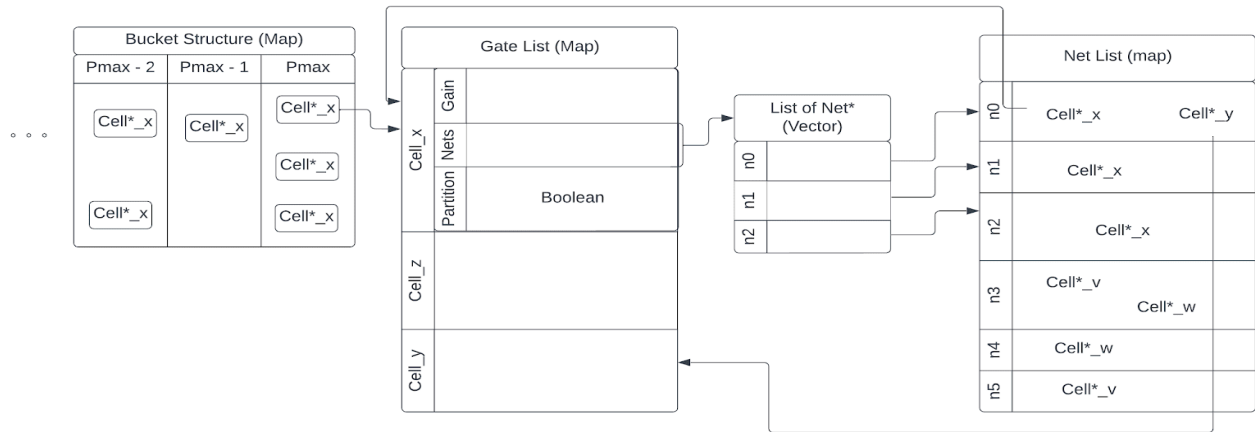 Bucket Structure (Map)
Pmax - 2
Pmax - 1
Pmax
Cell*_x
Cell*_x
Cell*_x
Cell*_x
Cell*_x
Cell*_x
Gate List (Map)
Cell_x
Gain
Nets
Partition
Boolean
Cell_z
Cell_y
List of Net*
(Vector)
n0
n1
n2
Net List (map)
n0
Cell*_x
Cell*_y
n1
Cell*_x
n2
Cell*_x
n3
Cell*_v
Cell*_w
n4
Cell*_w
n5
Cell*_v